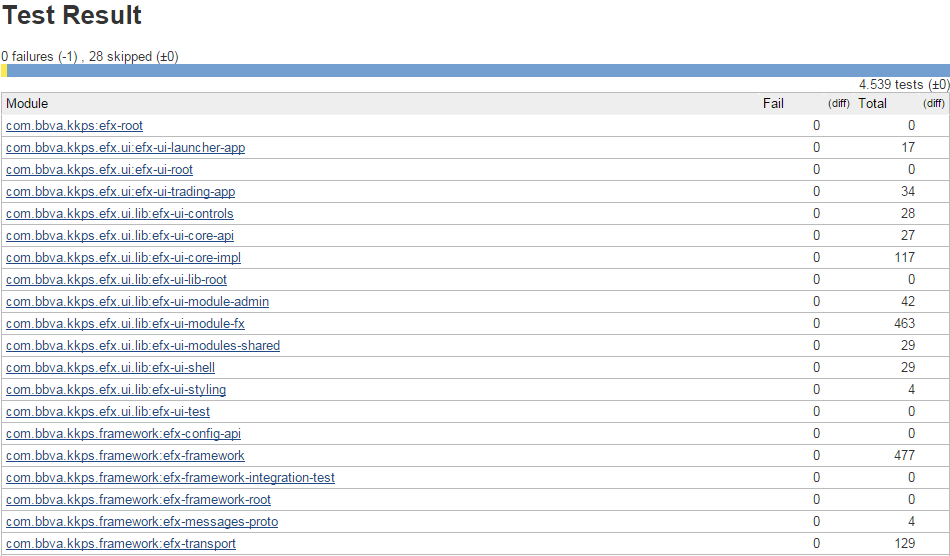 Test Result
0 failures (-1) , 28 skipped (±0)
4.539 tests (±0)
Module Fail (diff) Total (diff)
com.bbva.kkps:efx-root 0 0
com.bbva.kkps.efx.ui:efx-ui-launcher-app 0 17
com.bbva.kkps.efx.ui:efx-ui-root 0 0
com.bbva.kkps.efx.ui:efx-ui-trading-app 0 34
com.bbva.kkps.efx.ui.lib:efx-ui-controls 0 28
com.bbva.kkps.efx.ui.lib:efx-ui-core-api 0 27
com.bbva.kkps.efx.ui.lib:efx-ui-core-impl 0 117
com.bbva.kkps.efx.ui.lib:efx-ui-lib-root 0 0
com.bbva.kkps.efx.ui.lib:efx-ui-module-admin 0 42
com.bbva.kkps.efx.ui.lib:efx-ui-module-fx 0 463
com.bbva.kkps.efx.ui.lib:efx-ui-modules-shared 0 29
com.bbva.kkps.efx.ui.lib:efx-ui-shell 0 29
com.bbva.kkps.efx.ui.lib:efx-ui-styling 0 4
com.bbva.kkps.efx.ui.lib:efx-ui-test 0 0
com.bbva.kkps.framework:efx-config-api 0 0
com.bbva.kkps.framework:efx-framework 0 477
com.bbva.kkps.framework:efx-framework-integration-test 0 0
com.bbva.kkps.framework:efx-framework-root 0 0
com.bbva.kkps.framework:efx-messages-proto 0 4
com.bbva.kkps.framework:efx-transport 0 129